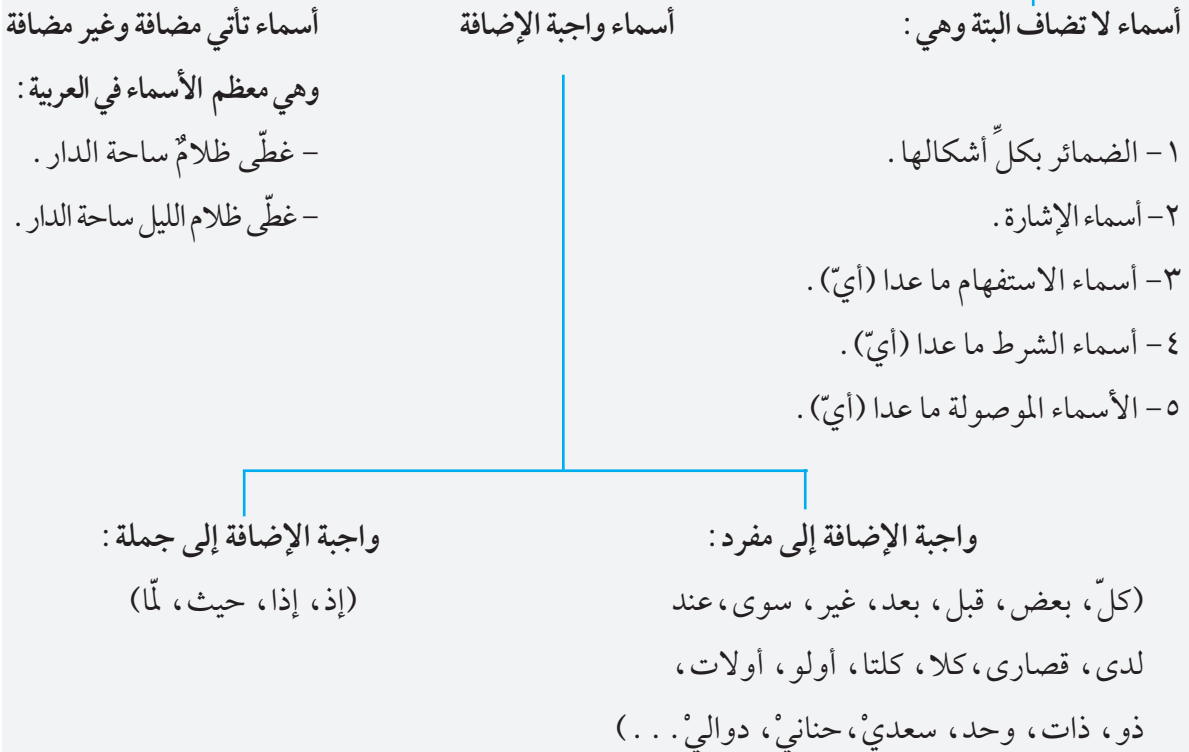 أسماء لا تضاف البتة وهي :
١- الضمائر بكلِّ أشكالها .
٢- أسماء الإشارة .
٣- أسماء الاستفهام ما عدا (أيّ) .
٤- أسماء الشرط ما عدا (أيّ) .
٥- الأسماء الموصولة ما عدا (أيّ) .
أسماء واجبة الإضافة
أسماء تأتي مضافة وغير مضافة
وهي معظم الأسماء في العربية :
- غطّى ظلامٌ ساحة الدار .
- غطّى ظلام الليل ساحة الدار .
واجبة الإضافة إلى مفرد :
(كلّ، بعض، قبل، بعد، غير، سوى، عند
لدى، قصارى، كلا، كلتا، أولو، أولات،
ذو، ذات، وحد، سعديْ، حنانيْ، دواليْ. . .)
واجبة الإضافة إلى جملة :
(إذ، إذا، حيث، لمّا)